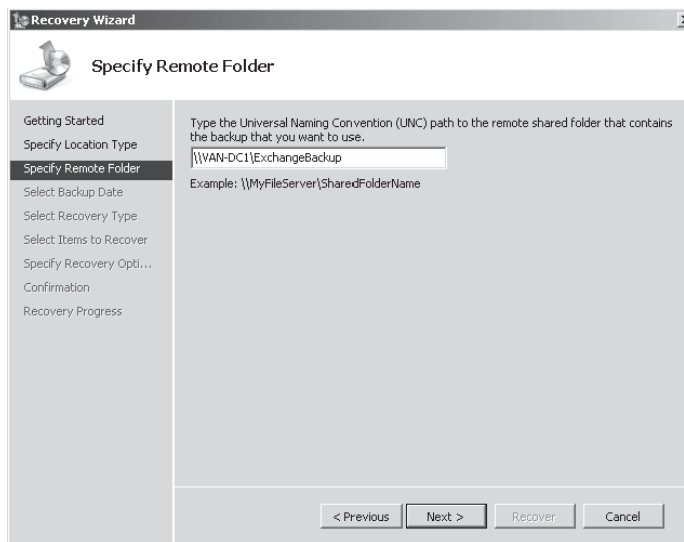 Recovery Wizard
Specify Remote Folder
Getting Started
Specify Location Type
Specify Remote Folder
Select Backup Date
Select Recovery Type
Select Items to Recover
Specify Recovery Opti...
Confirmation
Recovery Progress
Type the Universal Naming Convention (UNC) path to the remote shared folder that contains
the backup that you want to use.
\\VAN-DC1\ExchangeBackup
Example: \\MyFileServer\SharedFolderName
< Previous
Next >
Recover
Cancel